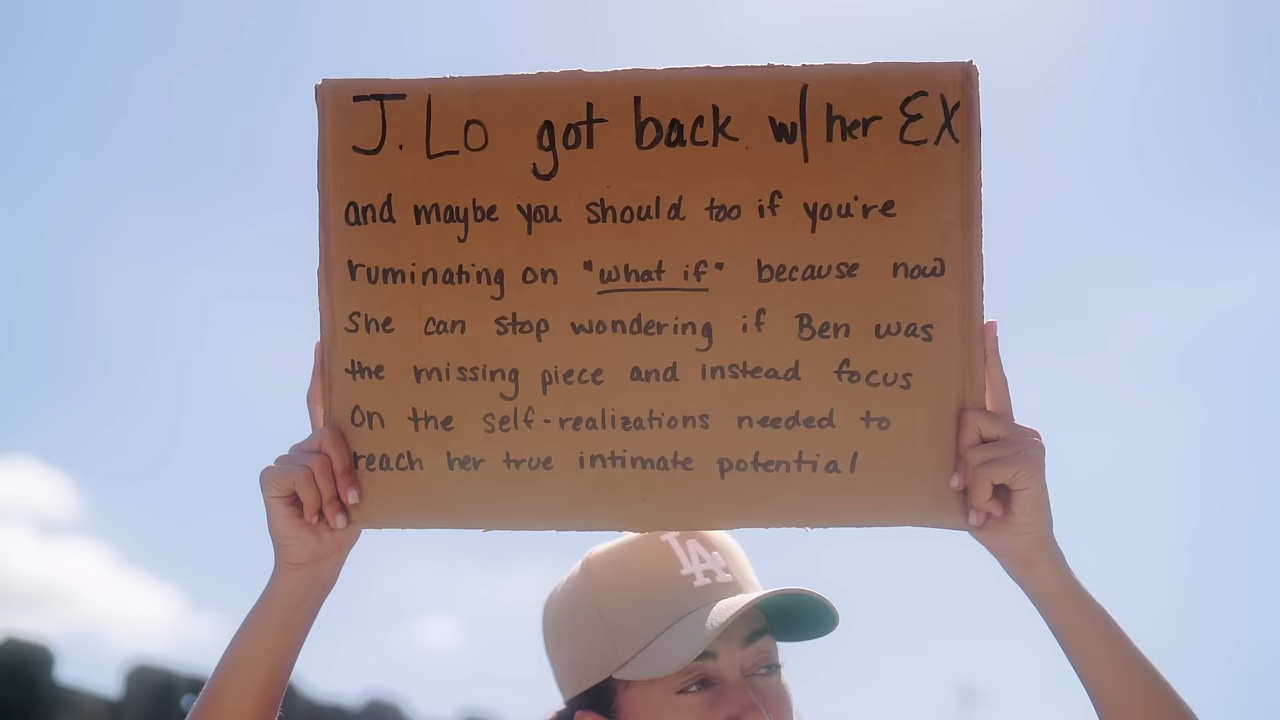 J. Lo got back w/ her EX
and maybe you should too if you're
ruminating on "what if" because now
she can stop wondering if Ben was
the missing piece and instead focus
on the self-realizations needed to
reach her true intimate potential
LA